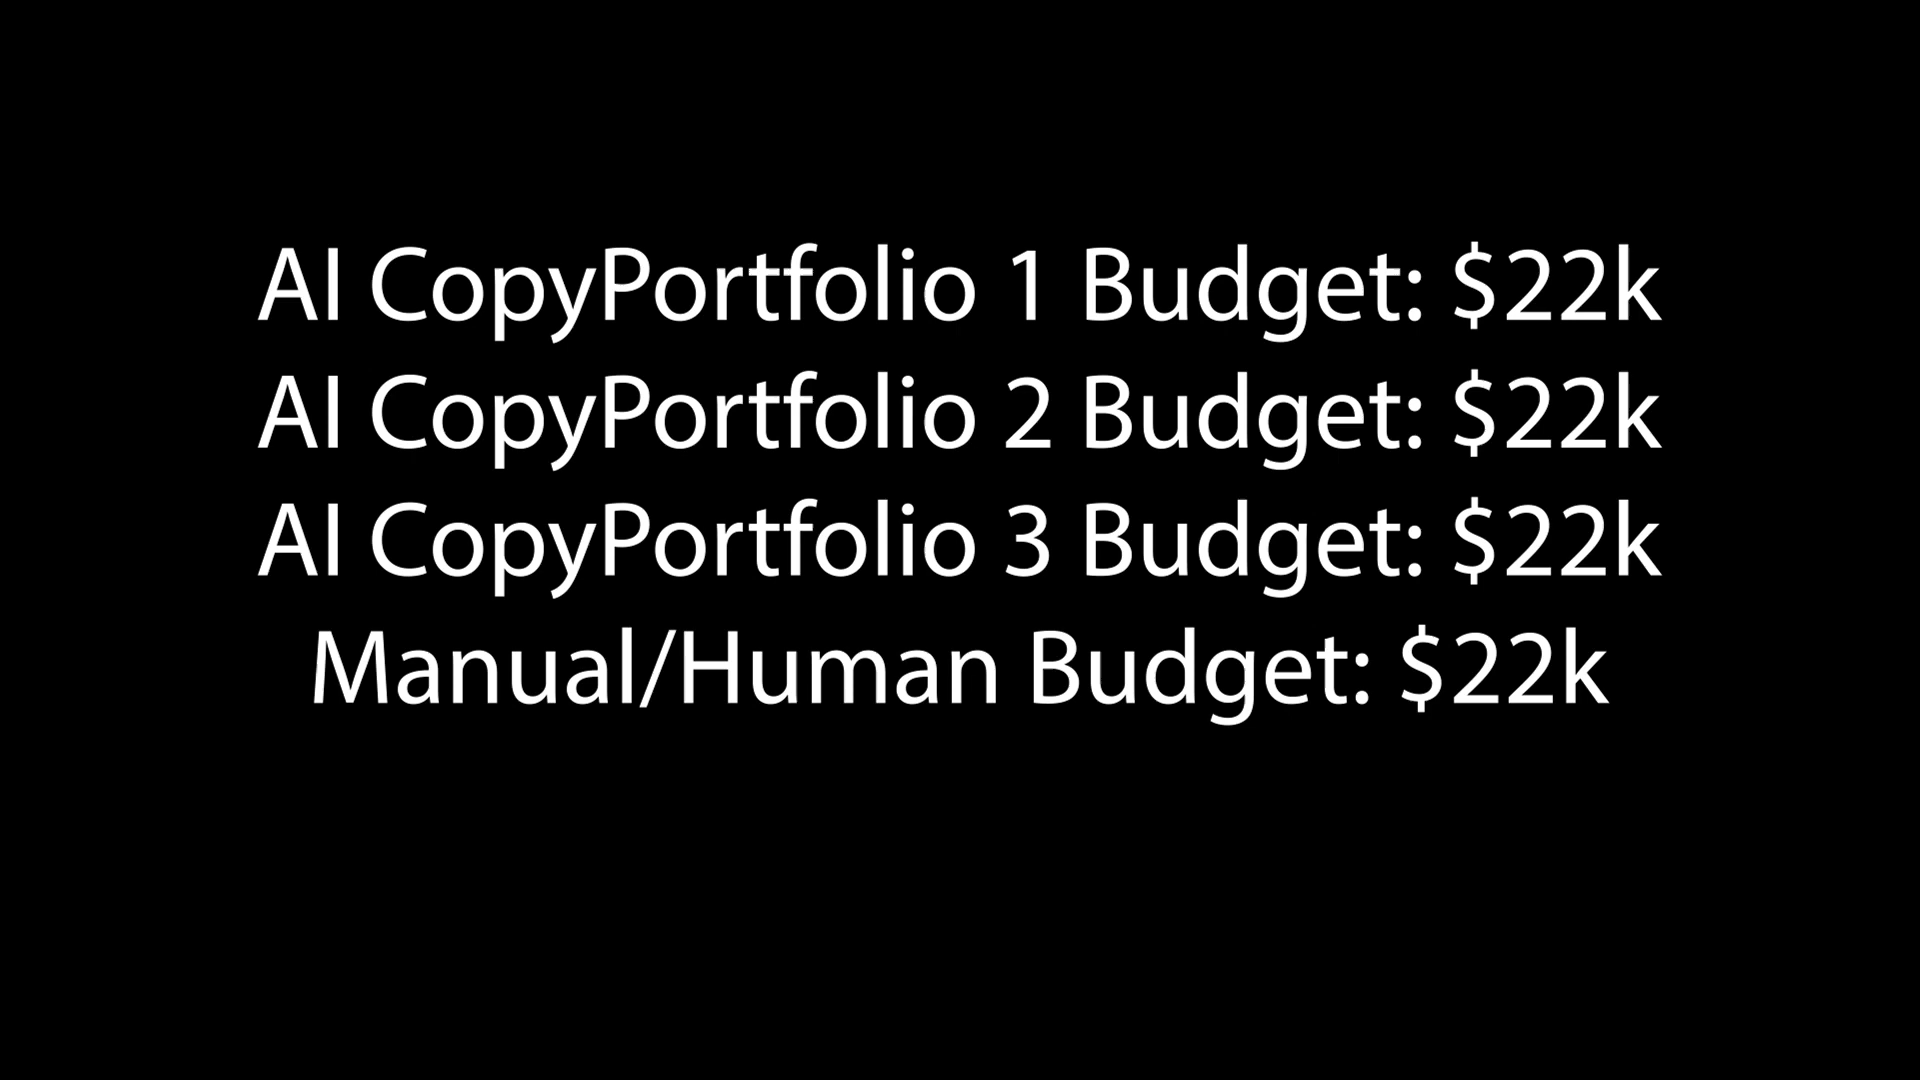 AI CopyPortfolio 1 Budget: $22k
AI CopyPortfolio 2 Budget: $22k
AI CopyPortfolio 3 Budget: $22k
Manual/Human Budget: $22k